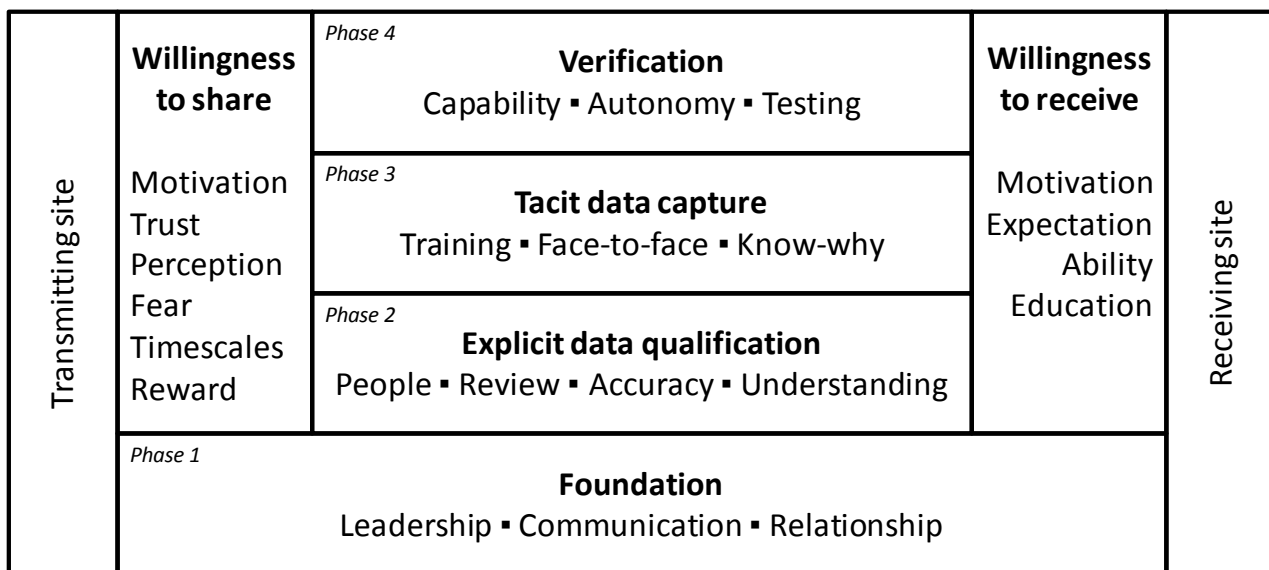 Transmitting site
Willingness
to share
Motivation
Trust
Perception
Fear
Timescales
Reward
Phase 4
Verification
Capability ▪ Autonomy ▪ Testing
Phase 3
Tacit data capture
Training ▪ Face-to-face ▪ Know-why
Phase 2
Explicit data qualification
People ▪ Review ▪ Accuracy ▪ Understanding
Willingness
to receive
Motivation
Expectation
Ability
Education
Receiving site
Phase 1
Foundation
Leadership ▪ Communication ▪ Relationship